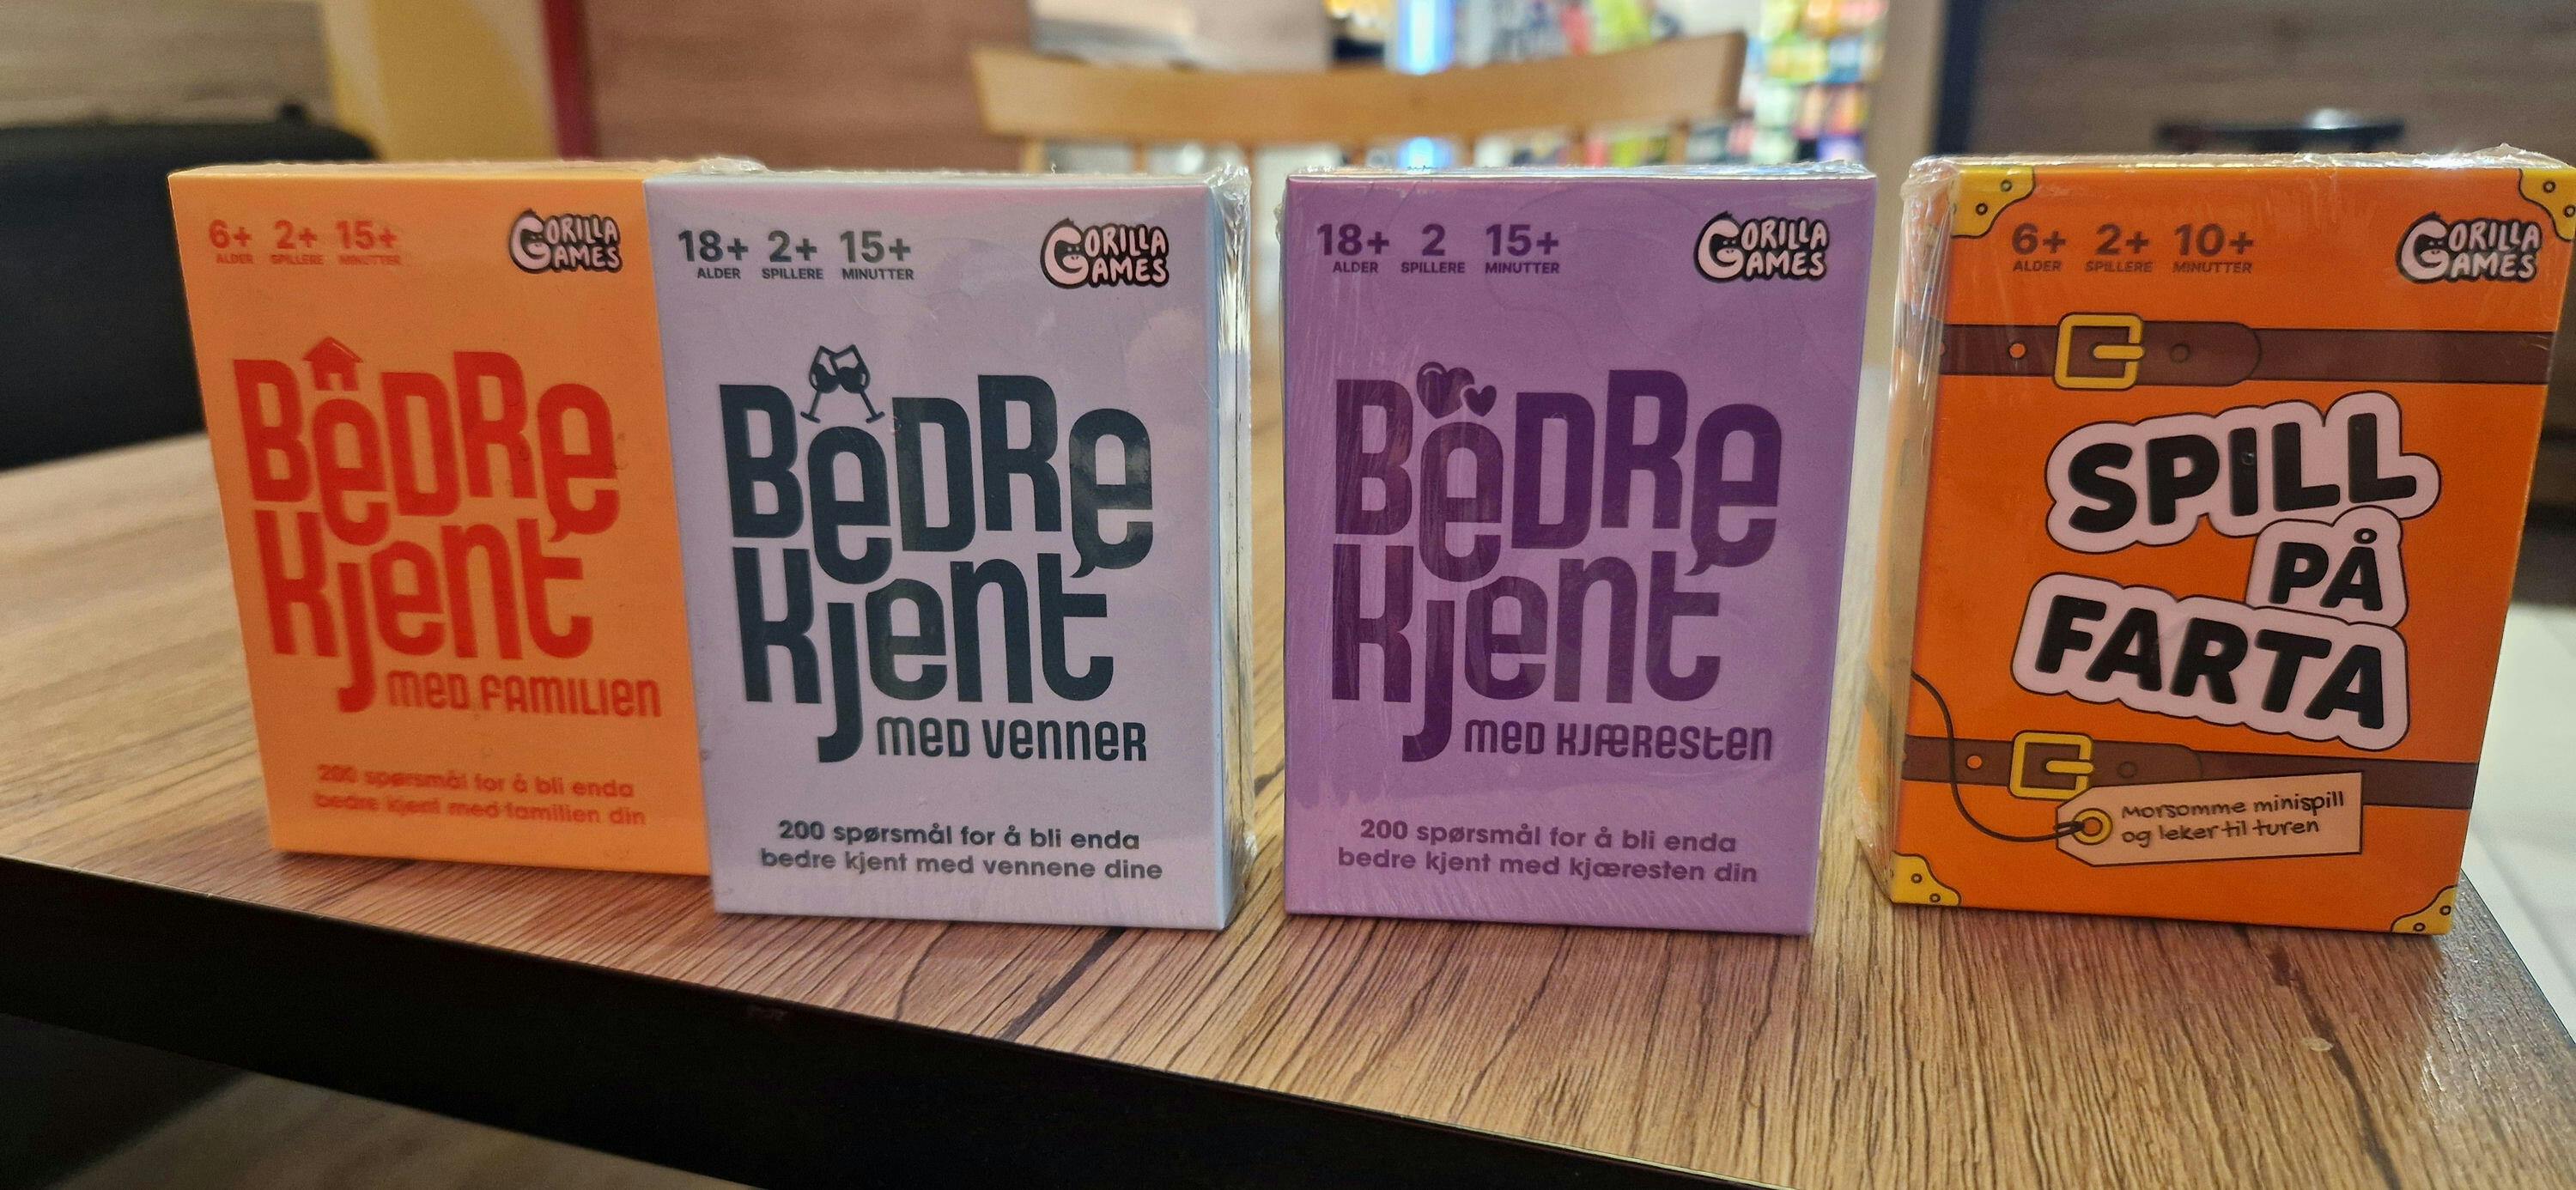 6+ 2+ 15+
ALDER SPILLERE MINUTTER
GORILLA
GAMES
BEDRE
KJENT
MED FAMILIEN
200 spørsmål for å bli enda
bedre kjent med familien din
18+ 2+ 15+
ALDER SPILLERE MINUTTER
GORILLA
GAMES
BEDRE
KJENT
MED VENNER
200 spørsmål for å bli enda
bedre kjent med vennene dine
18+ 2 15+
ALDER SPILLERE MINUTTER
GORILLA
GAMES
BEDRE
KJENT
MED KJÆRESTEN
200 spørsmål for å bli enda
bedre kjent med kjæresten din
6+ 2+ 10+
ALDER SPILLERE MINUTTER
GORILLA
GAMES
SPILL
PÅ
FARTA
Morsomme minispill
og leker til turen